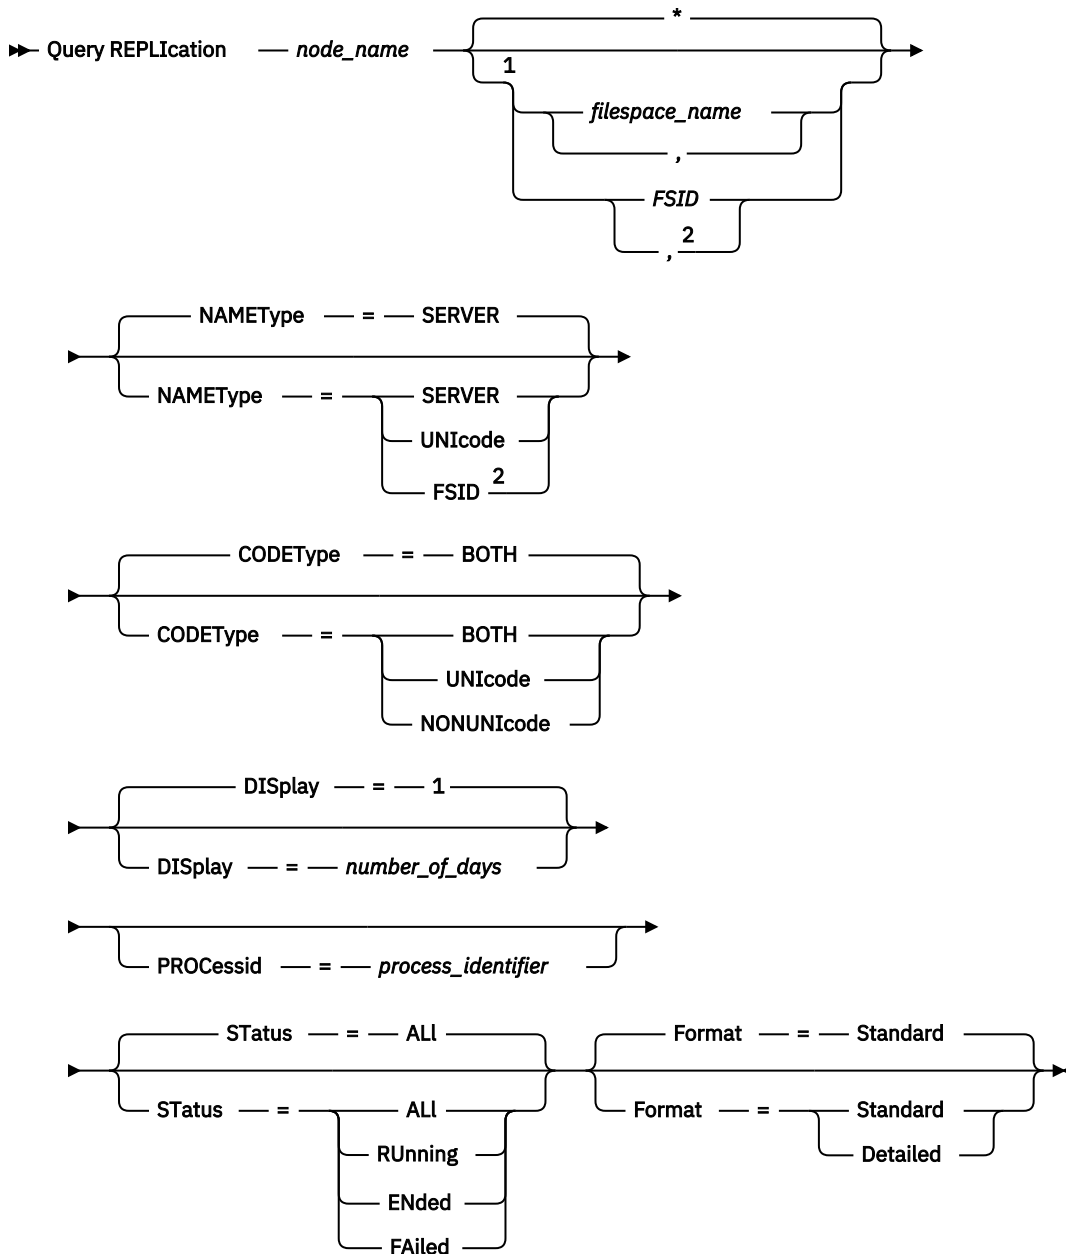 *
Query REPLIcation node_name
1
filespace_name
,
FSID
2
,
NAMEType = SERVER
NAMEType = SERVER
UNIcode
FSID 2
CODEType = BOTH
CODEType = BOTH
UNIcode
NONUNIcode
DISplay = 1
DISplay = number_of_days
PROCessid = process_identifier
STatus = ALl Format = Standard
STatus = ALl Format = Standard
RUnning Detailed
ENded
FAiled